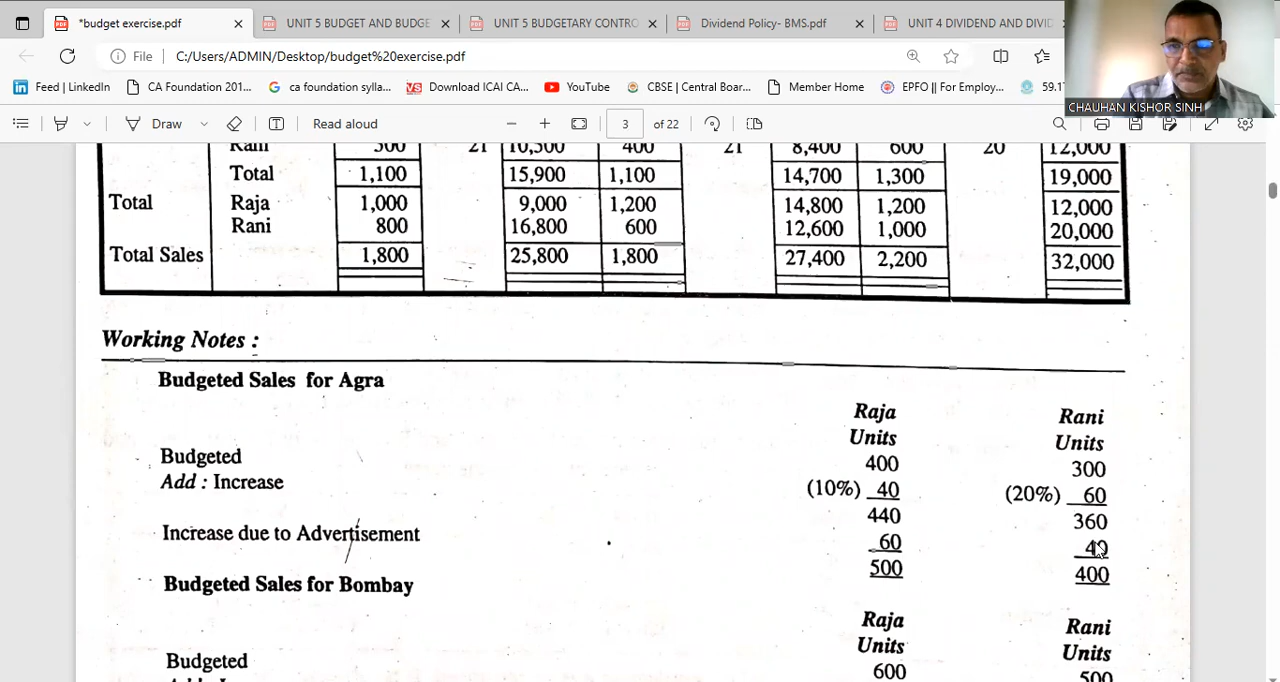 *budget exercise.pdf
UNIT 5 BUDGET AND BUDGE
UNIT 5 BUDGETARY CONTRO
Dividend Policy- BMS.pdf
UNIT 4 DIVIDEND AND DIVID
File | C:/Users/ADMIN/Desktop/budget%20exercise.pdf
Feed | LinkedIn CA Foundation 201... ca foundation sylla... Downloa...CAI CA... YouTube CBSE | Central Boar... Member Home EPFO || For Employ... 59.1
CHAUHAN KISHOR SINH
Draw Read aloud 3 of 22
Rani 300 21 10,500 400 21 8,400 600 20 12,000
Total 1,100 15,900 1,100 14,700 1,300 19,000
Total Raja 1,000 9,000 1,200 14,800 1,200 12,000
Rani 800 16,800 600 12,600 1,000 20,000
Total Sales 1,800 25,800 1,800 27,400 2,200 32,000
Working Notes :
Budgeted Sales for Agra
Raja Rani
Units Units
Budgeted 400 300
Add : Increase (10%) 40 (20%) 60
440 360
Increase due to Advertisement 60 40
500 400
Budgeted Sales for Bombay
Raja Rani
Units Units
Budgeted 600 500